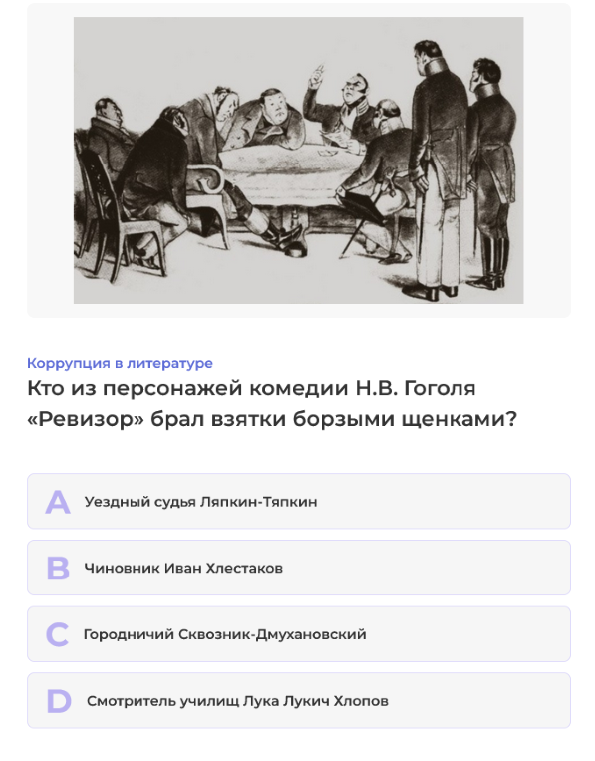 Коррупция в литературе
Кто из персонажей комедии Н.В. Гоголя
«Ревизор» брал взятки борзыми щенками?
A Уездный судья Ляпкин-Тяпкин
B Чиновник Иван Хлестаков
C Городничий Сквозник-Дмухановский
D Смотритель училищ Лука Лукич Хлопов